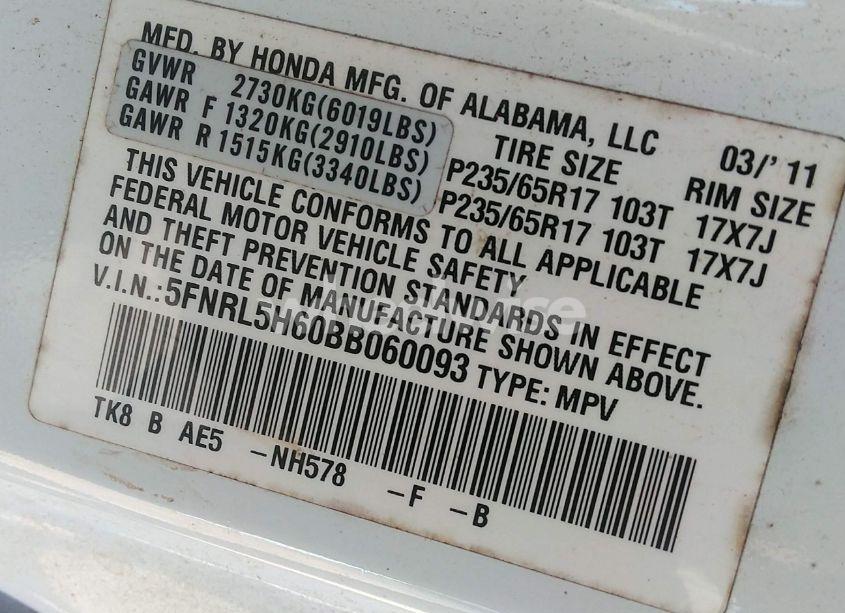 MFD. BY HONDA MFG. OF ALABAMA, LLC 03/' 11
GVWR 2730KG(6019LBS) TIRE SIZE RIM SIZE
GAWR F 1320KG(2910LBS) P235/65R17 103T 17X7J
GAWR R 1515KG(3340LBS) P235/65R17 103T 17X7J
THIS VEHICLE CONFORMS TO ALL APPLICABLE
FEDERAL MOTOR VEHICLE SAFETY
AND THEFT PREVENTION STANDARDS IN EFFECT
ON THE DATE OF MANUFACTURE SHOWN ABOVE.
V.I.N.:5FNRL5H60BB060093 TYPE: MPV
TK8 B AE5 -NH578 -F -B